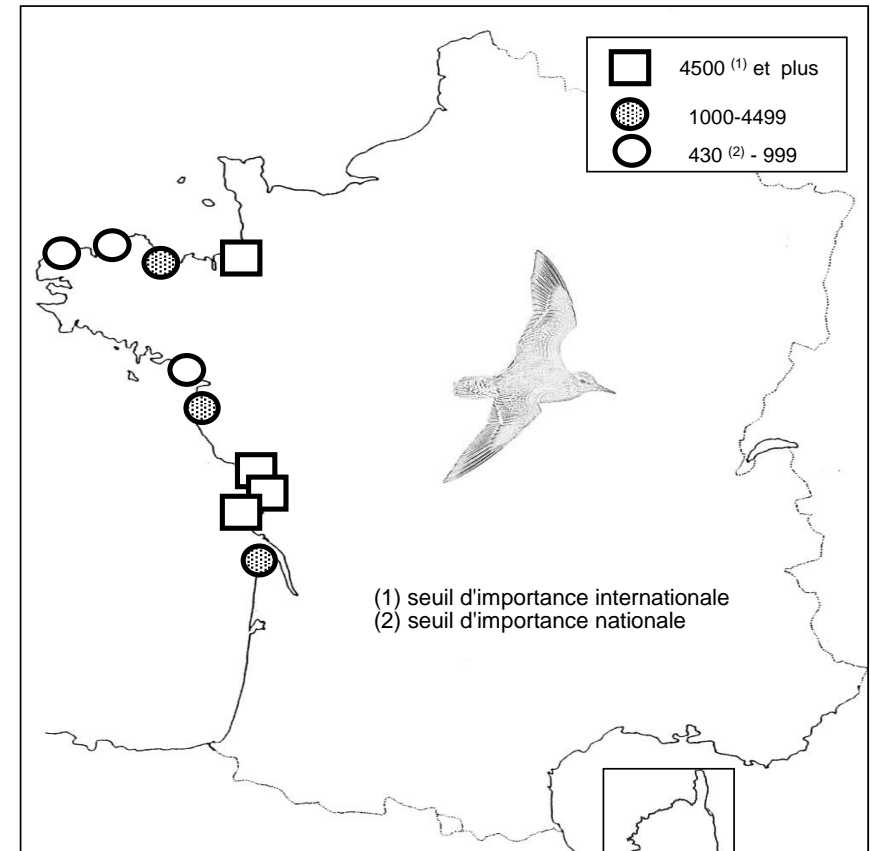 4500 (1) et plus
1000-4499
430 (2) - 999
(1) seuil d'importance internationale
(2) seuil d'importance nationale